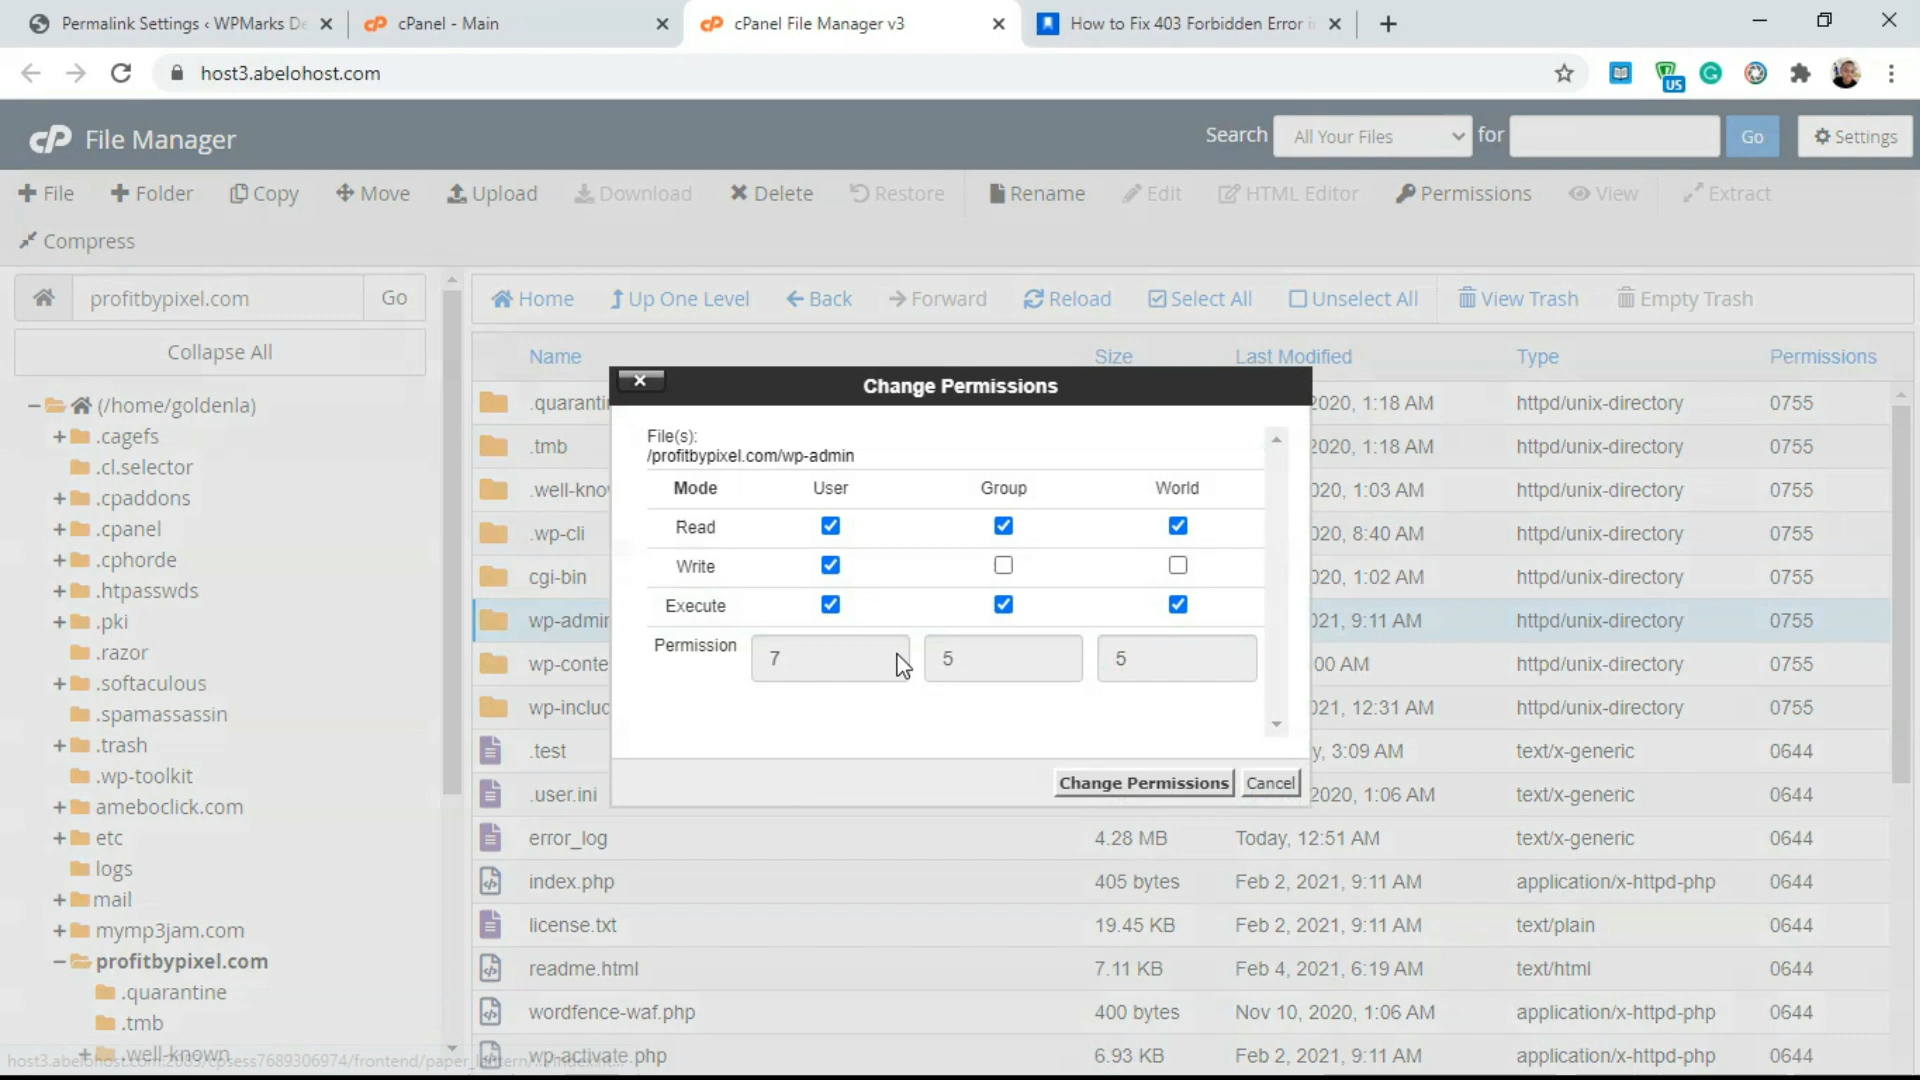 Permalink Settings ‹ WPMarks De
cPanel - Main
cPanel File Manager v3
How to Fix 403 Forbidden Error i
host3.abelohost.com
US
cP File Manager
Search All Your Files for Go Settings
File Folder Copy Move Upload Download Delete Restore Rename Edit HTML Editor Permissions View Extract
Compress
profitbypixel.com Go
Home Up One Level Back Forward Reload Select All Unselect All View Trash Empty Trash
Collapse All
(/home/goldenla)
.cagefs
.cl.selector
.cpaddons
.cpanel
.cphorde
.htpasswds
.pki
.razor
.softaculous
.spamassassin
.trash
.wp-toolkit
ameboclick.com
etc
logs
mail
mymp3jam.com
profitbypixel.com
.quarantine
.tmb
.well-known
Name Size Last Modified Type Permissions
.quaranti 2020, 1:18 AM httpd/unix-directory 0755
.tmb 2020, 1:18 AM httpd/unix-directory 0755
.well-kno 020, 1:03 AM httpd/unix-directory 0755
.wp-cli 020, 8:40 AM httpd/unix-directory 0755
cgi-bin 020, 1:02 AM httpd/unix-directory 0755
wp-admin 021, 9:11 AM httpd/unix-directory 0755
wp-conte 00 AM httpd/unix-directory 0755
wp-includ 021, 12:31 AM httpd/unix-directory 0755
.test y, 3:09 AM text/x-generic 0644
.user.ini 2020, 1:06 AM text/x-generic 0644
error_log 4.28 MB Today, 12:51 AM text/x-generic 0644
index.php 405 bytes Feb 2, 2021, 9:11 AM application/x-httpd-php 0644
license.txt 19.45 KB Feb 2, 2021, 9:11 AM text/plain 0644
readme.html 7.11 KB Feb 4, 2021, 6:19 AM text/html 0644
wordfence-waf.php 400 bytes Nov 10, 2020, 1:06 AM application/x-httpd-php 0644
wp-activate.php 6.93 KB Feb 2, 2021, 9:11 AM application/x-httpd-php 0644
Change Permissions
File(s):
/profitbypixel.com/wp-admin
Mode User Group World
Read
Write
Execute
Permission 7 5 5
Change Permissions Cancel